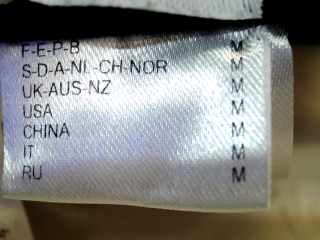 F-E-P-B M
S-D-A-NL-CH-NOR M
UK-AUS-NZ M
USA M
CHINA M
IT M
RU M